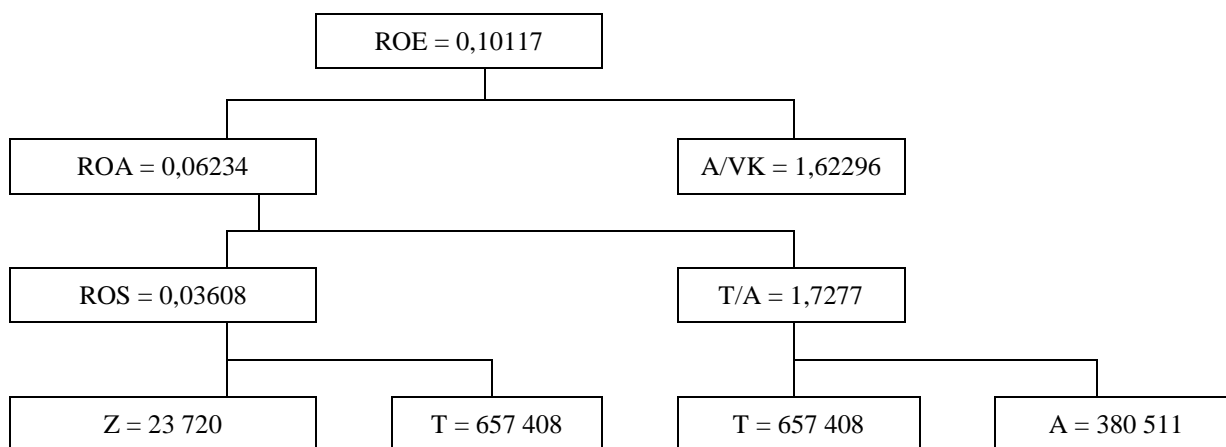 ROE = 0,10117
ROA = 0,06234
A/VK = 1,62296
ROS = 0,03608
T/A = 1,7277
Z = 23 720
T = 657 408
T = 657 408
A = 380 511